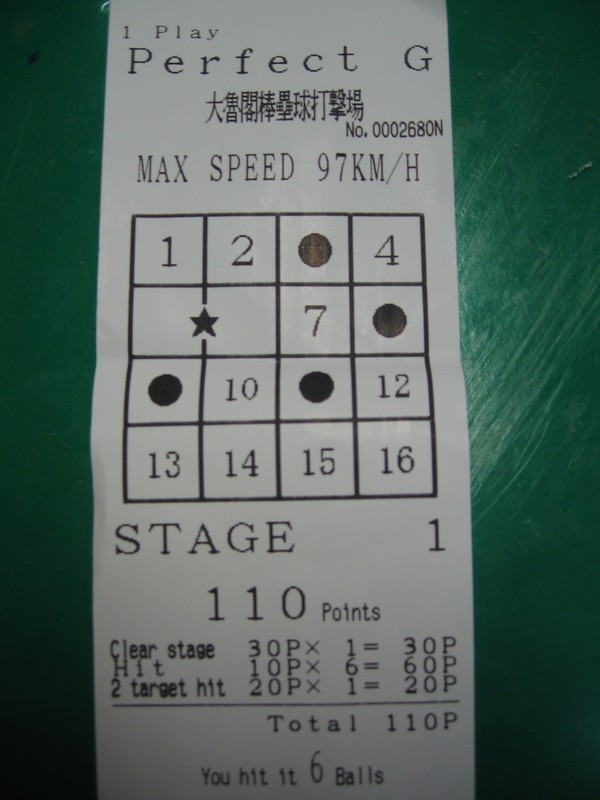 1 Play
Perfect G
大魯閣棒壘球打擊場
No.0002680N
MAX SPEED 97KM/H
1 2 4
7
10 12
13 14 15 16
STAGE 1
110 Points
Clear stage 30P× 1= 30P
Hit 10P× 6= 60P
2 target hit 20P× 1= 20P
Total 110P
You hit it 6 Balls